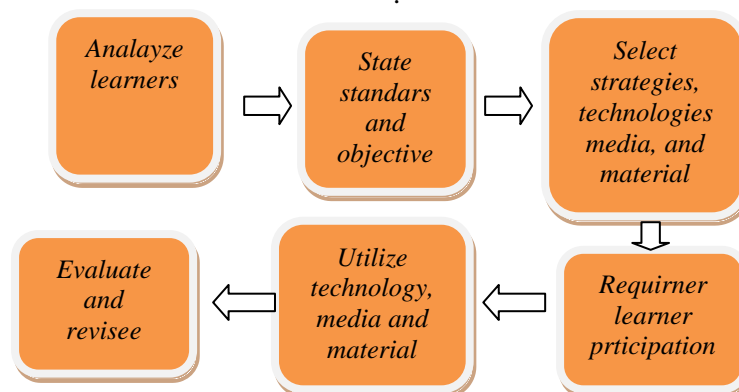 Analayze
learners
State
standars
and
objective
Select
strategies,
technologies
media, and
material
Requirner
learner
prticipation
Utilize
technology,
media and
material
Evaluate
and
revisee